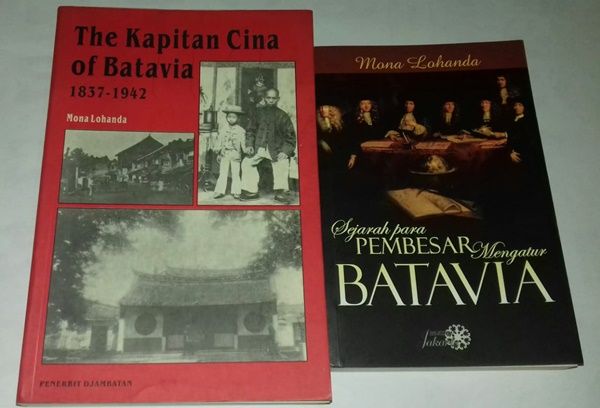 The Kapitan Cina
of Batavia
1837-1942
Mona Lohanda
PENERBIT DJAMBATAN
Mona Lohanda
Sejarah para
PEMBESAR Mengatur
BATAVIA